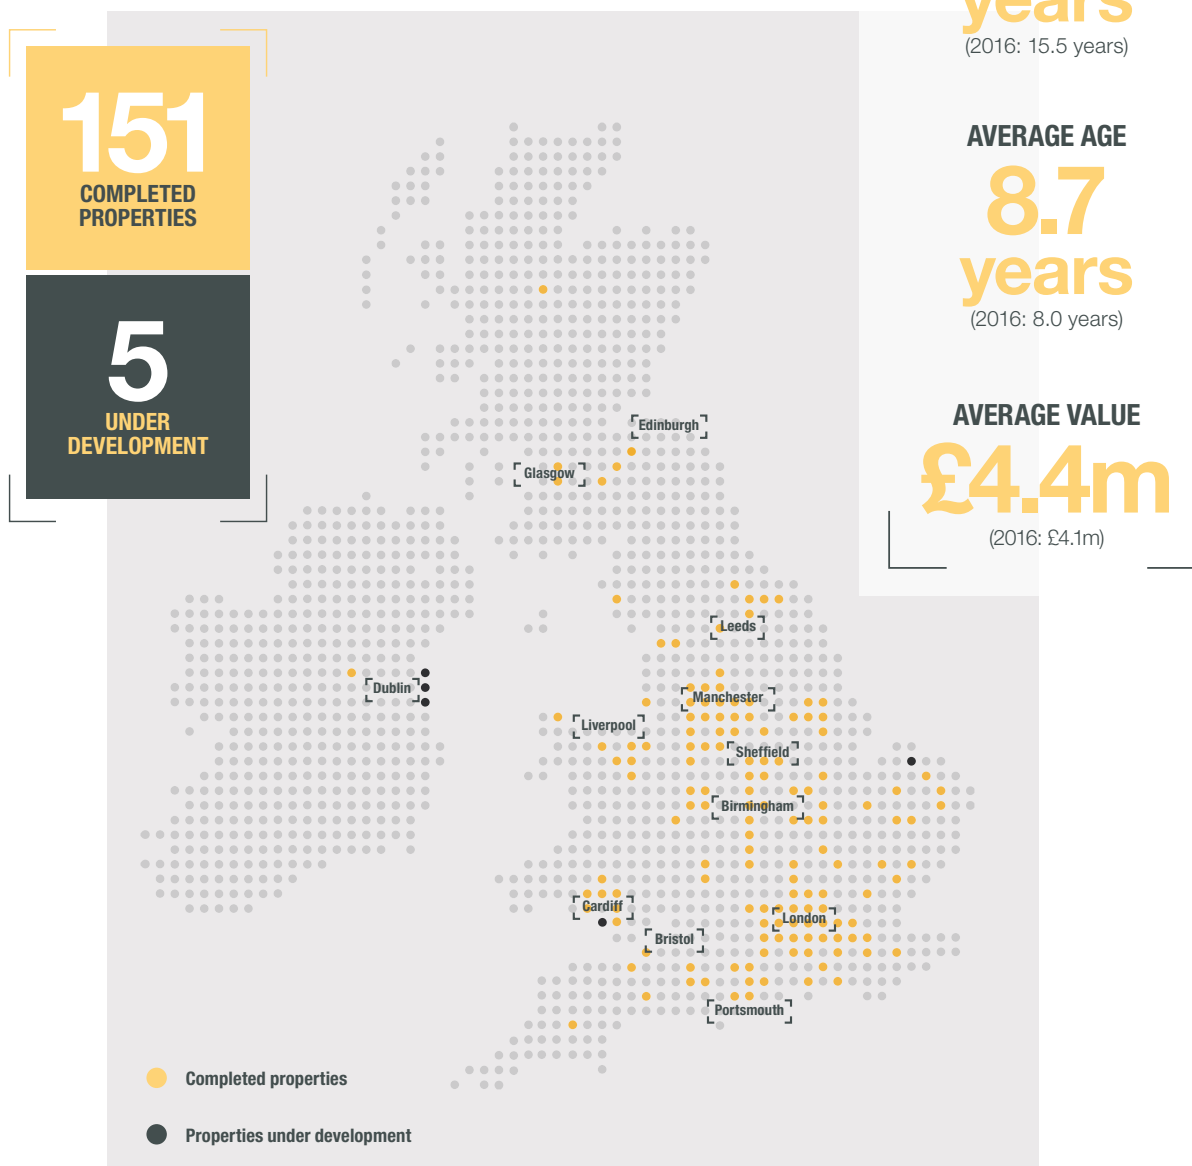 151
COMPLETED
PROPERTIES
5
UNDER
DEVELOPMENT
years
(2016: 15.5 years)
AVERAGE AGE
8.7
years
(2016: 8.0 years)
AVERAGE VALUE
£4.4m
(2016: £4.1m)
Edinburgh
Glasgow
Leeds
Dublin
Manchester
Liverpool
Sheffield
Birmingham
Cardiff
London
Bristol
Portsmouth
Completed properties
Properties under development